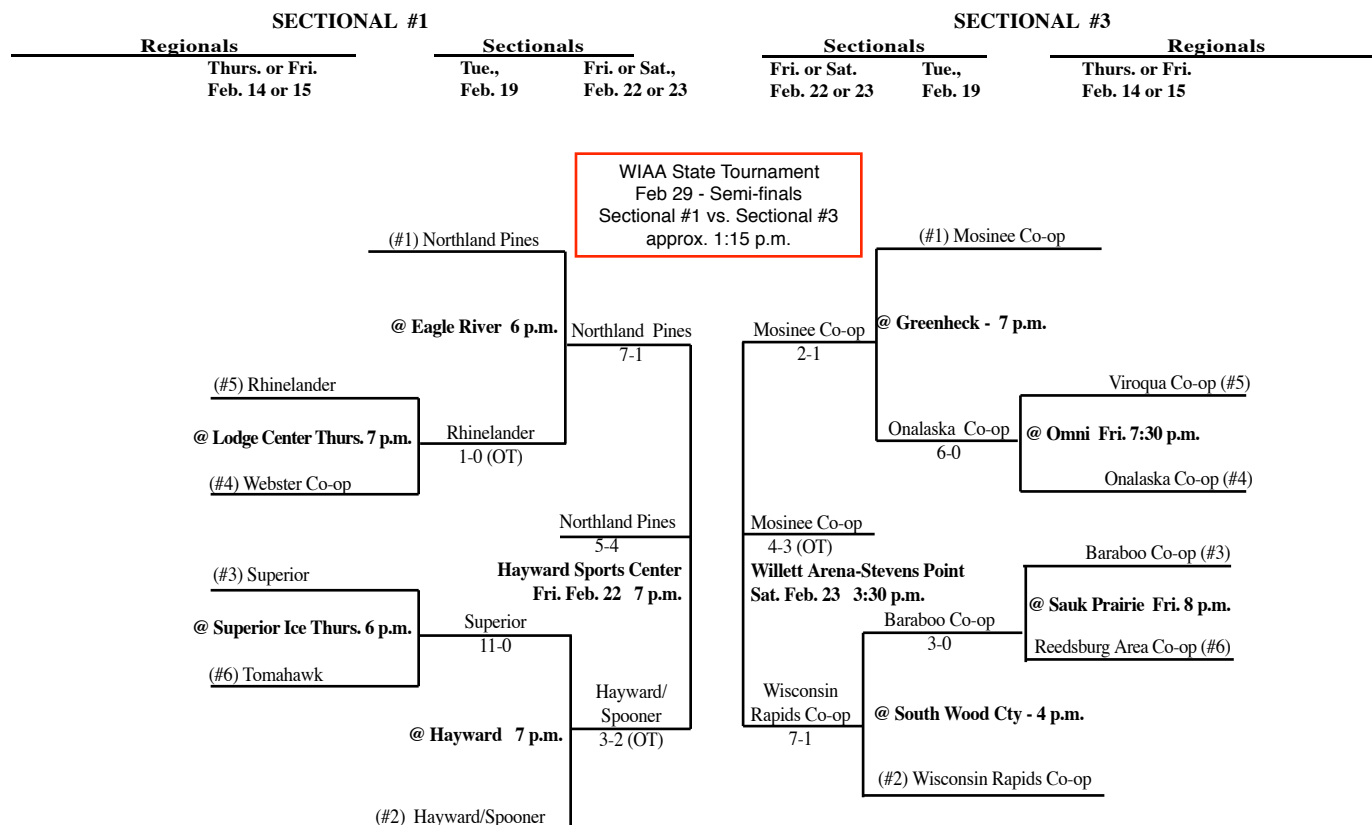 SECTIONAL #1
SECTIONAL #3
Regionals
Sectionals
Sectionals
Regionals
Thurs. or Fri.
Feb. 14 or 15
Tue.,
Feb. 19
Fri. or Sat.,
Feb. 22 or 23
Fri. or Sat.
Feb. 22 or 23
Tue.,
Feb. 19
Thurs. or Fri.
Feb. 14 or 15
WIAA State Tournament
Feb 29 - Semi-finals
Sectional #1 vs. Sectional #3
approx. 1:15 p.m.
(#1) Northland Pines
@ Eagle River 6 p.m.
Northland Pines
7-1
(#5) Rhinelander
@ Lodge Center Thurs. 7 p.m.
Rhinelander
1-0 (OT)
(#4) Webster Co-op
Northland Pines
5-4
Hayward Sports Center
Fri. Feb. 22 7 p.m.
(#3) Superior
@ Superior Ice Thurs. 6 p.m.
Superior
11-0
(#6) Tomahawk
Hayward/
Spooner
3-2 (OT)
@ Hayward 7 p.m.
(#2) Hayward/Spooner
(#1) Mosinee Co-op
@ Greenheck - 7 p.m.
Mosinee Co-op
2-1
Viroqua Co-op (#5)
Onalaska Co-op
6-0
@ Omni Fri. 7:30 p.m.
Onalaska Co-op (#4)
Mosinee Co-op
4-3 (OT)
Willett Arena-Stevens Point
Sat. Feb. 23 3:30 p.m.
Baraboo Co-op (#3)
@ Sauk Prairie Fri. 8 p.m.
Baraboo Co-op
3-0
Reedsburg Area Co-op (#6)
Wisconsin
Rapids Co-op
7-1
@ South Wood Cty - 4 p.m.
(#2) Wisconsin Rapids Co-op